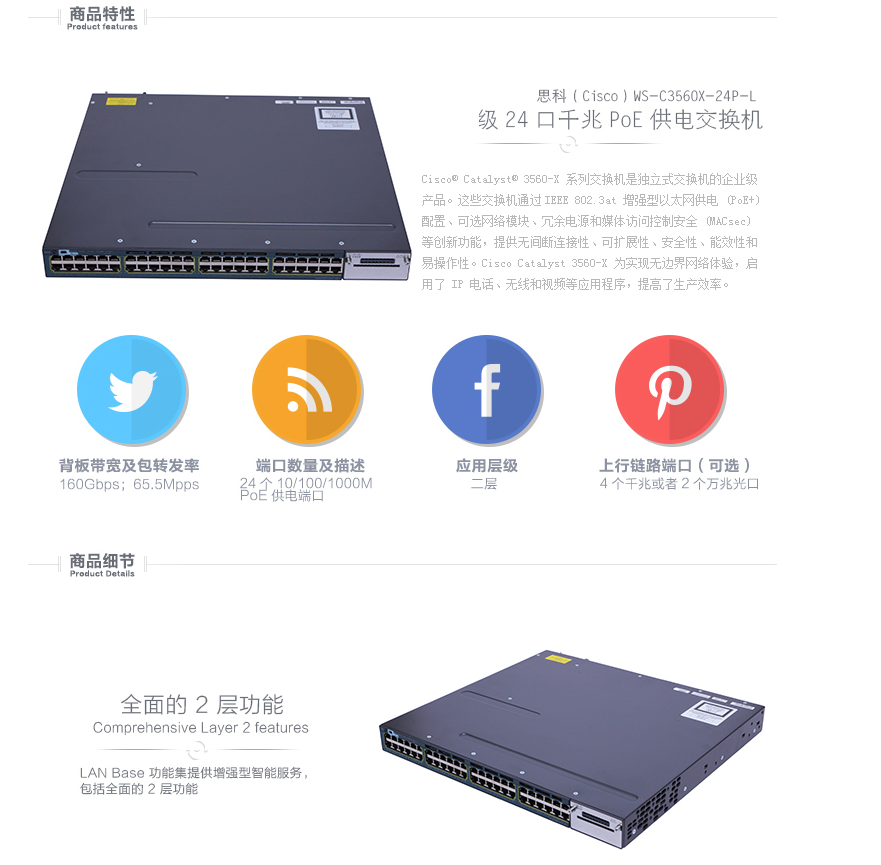 商品特性
Product features
思科（Cisco）WS-C3560X-24P-L
级 24 口千兆 PoE 供电交换机
Cisco® Catalyst® 3560-X 系列交换机是独立式交换机的企业级
产品。这些交换机通过 IEEE 802.3at 增强型以太网供电 (PoE+)
配置、可选网络模块、冗余电源和媒体访问控制安全 (MACsec)
等创新功能，提供无间断连接性、可扩展性、安全性、能效性和
易操作性。Cisco Catalyst 3560-X 为实现无边界网络体验，启
用了 IP 电话、无线和视频等应用程序，提高了生产效率。
背板带宽及包转发率
160Gbps；65.5Mpps
端口数量及描述
24 个 10/100/1000M
PoE 供电端口
应用层级
二层
上行链路端口（可选）
4 个千兆或者 2 个万兆光口
商品细节
Product Details
全面的 2 层功能
Comprehensive Layer 2 features
LAN Base 功能集提供增强型智能服务，
包括全面的 2 层功能